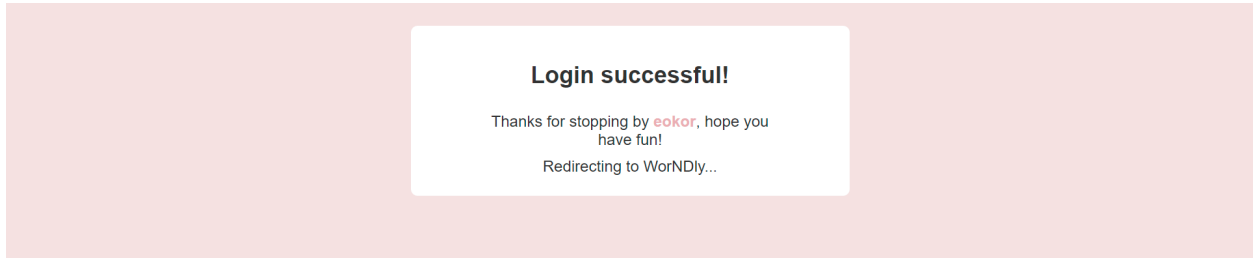 Login successful!
Thanks for stopping by eokor, hope you
have fun!
Redirecting to WorNDly...